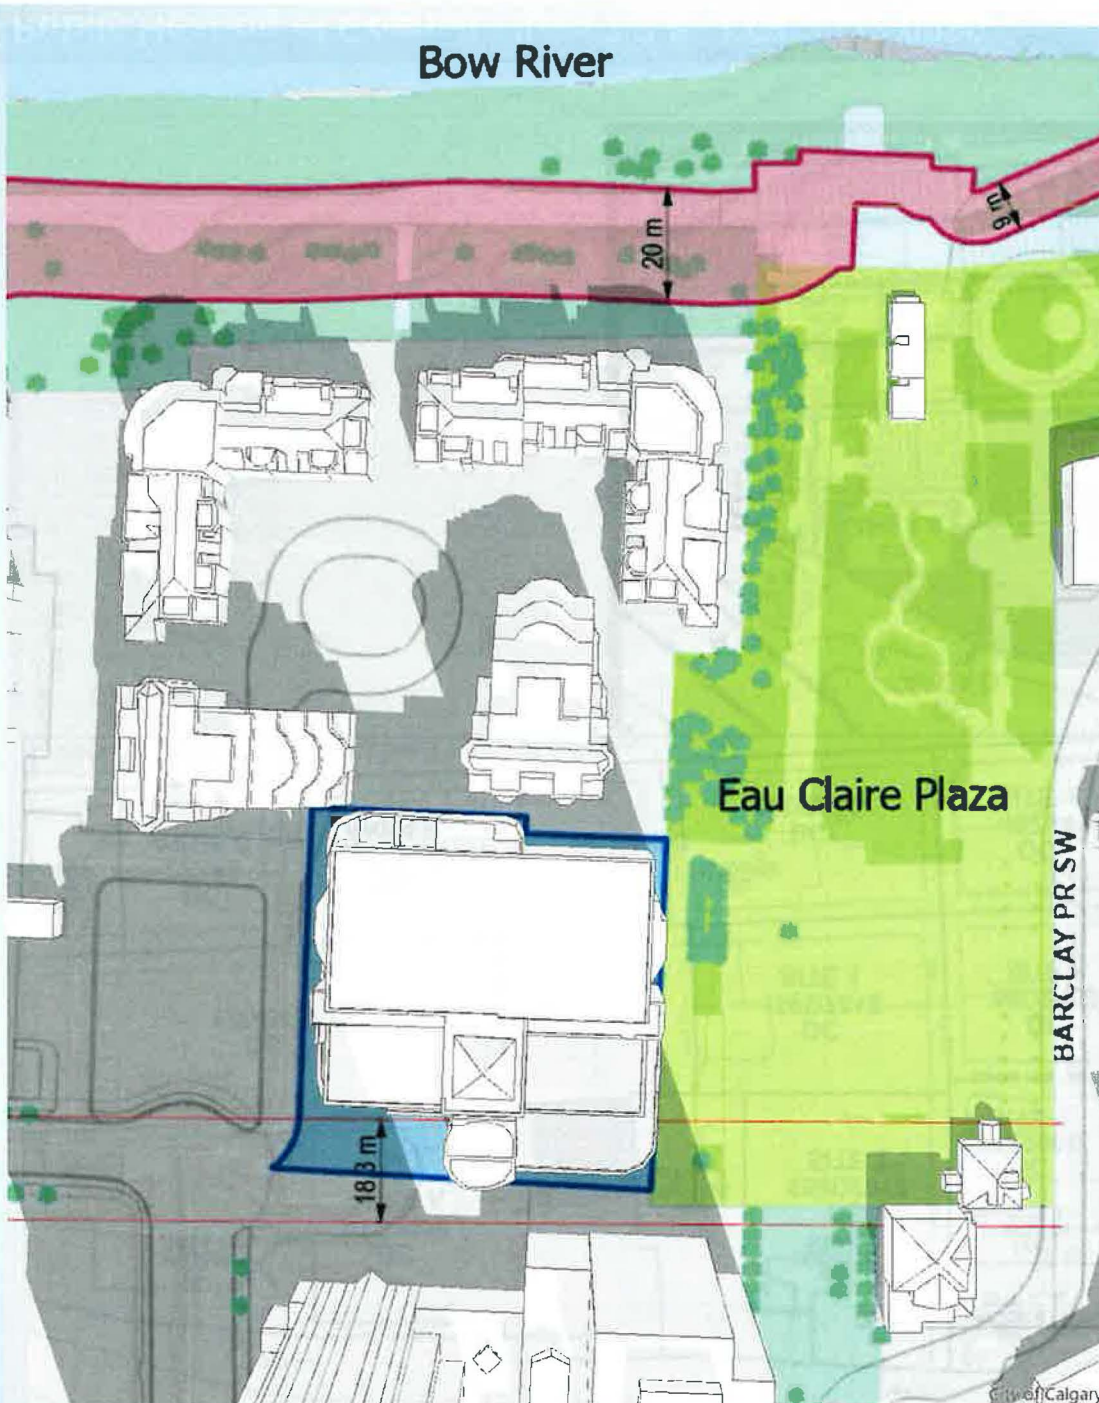 Bow River
20 m
9 m
Eau Claire Plaza
BARCLAY PR SW
18.3 m
City of Calgary